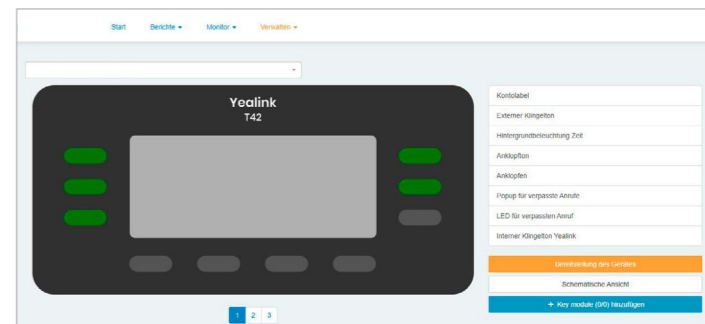 Start Berichte Monitor Verwalten
Yealink
T42
Kontolabel
Externer Klingelton
Hintergrundbeleuchtung Zeit
Anklopfton
Anklopfen
Popup für verpasste Anrufe
LED für verpassten Anruf
Interner Klingelton Yealink
Bereitstellung des Gerätes
Schematische Ansicht
+ Key module (0/0) hinzufügen
1 2 3